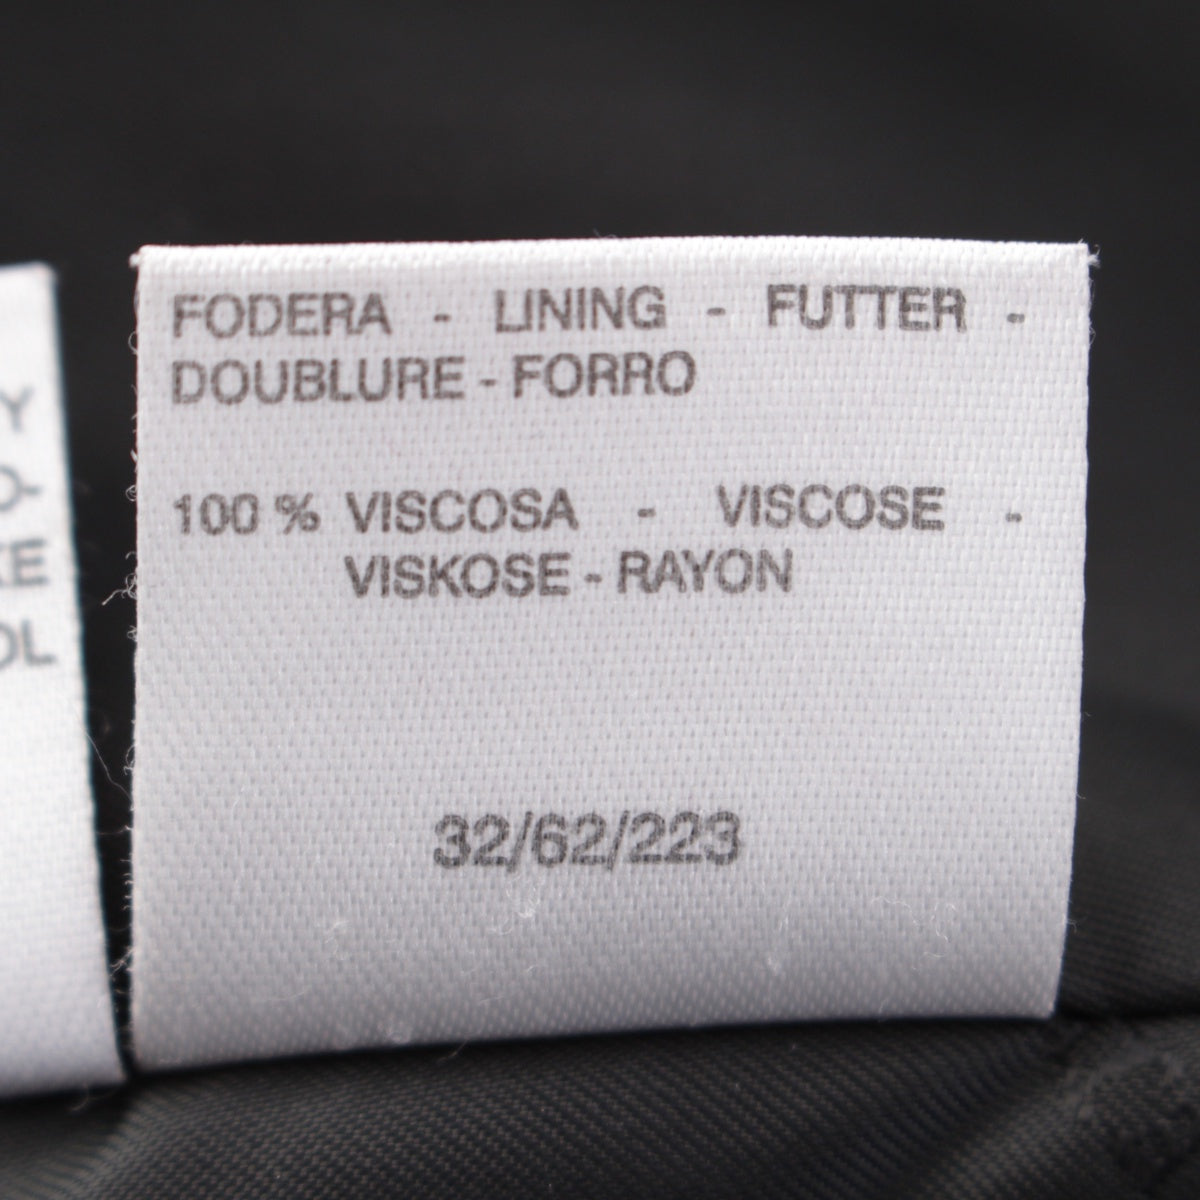 FODERA - LINING - FUTTER -
DOUBLURE - FORRO
100 % VISCOSA - VISCOSE -
VISKOSE - RAYON
32/62/223